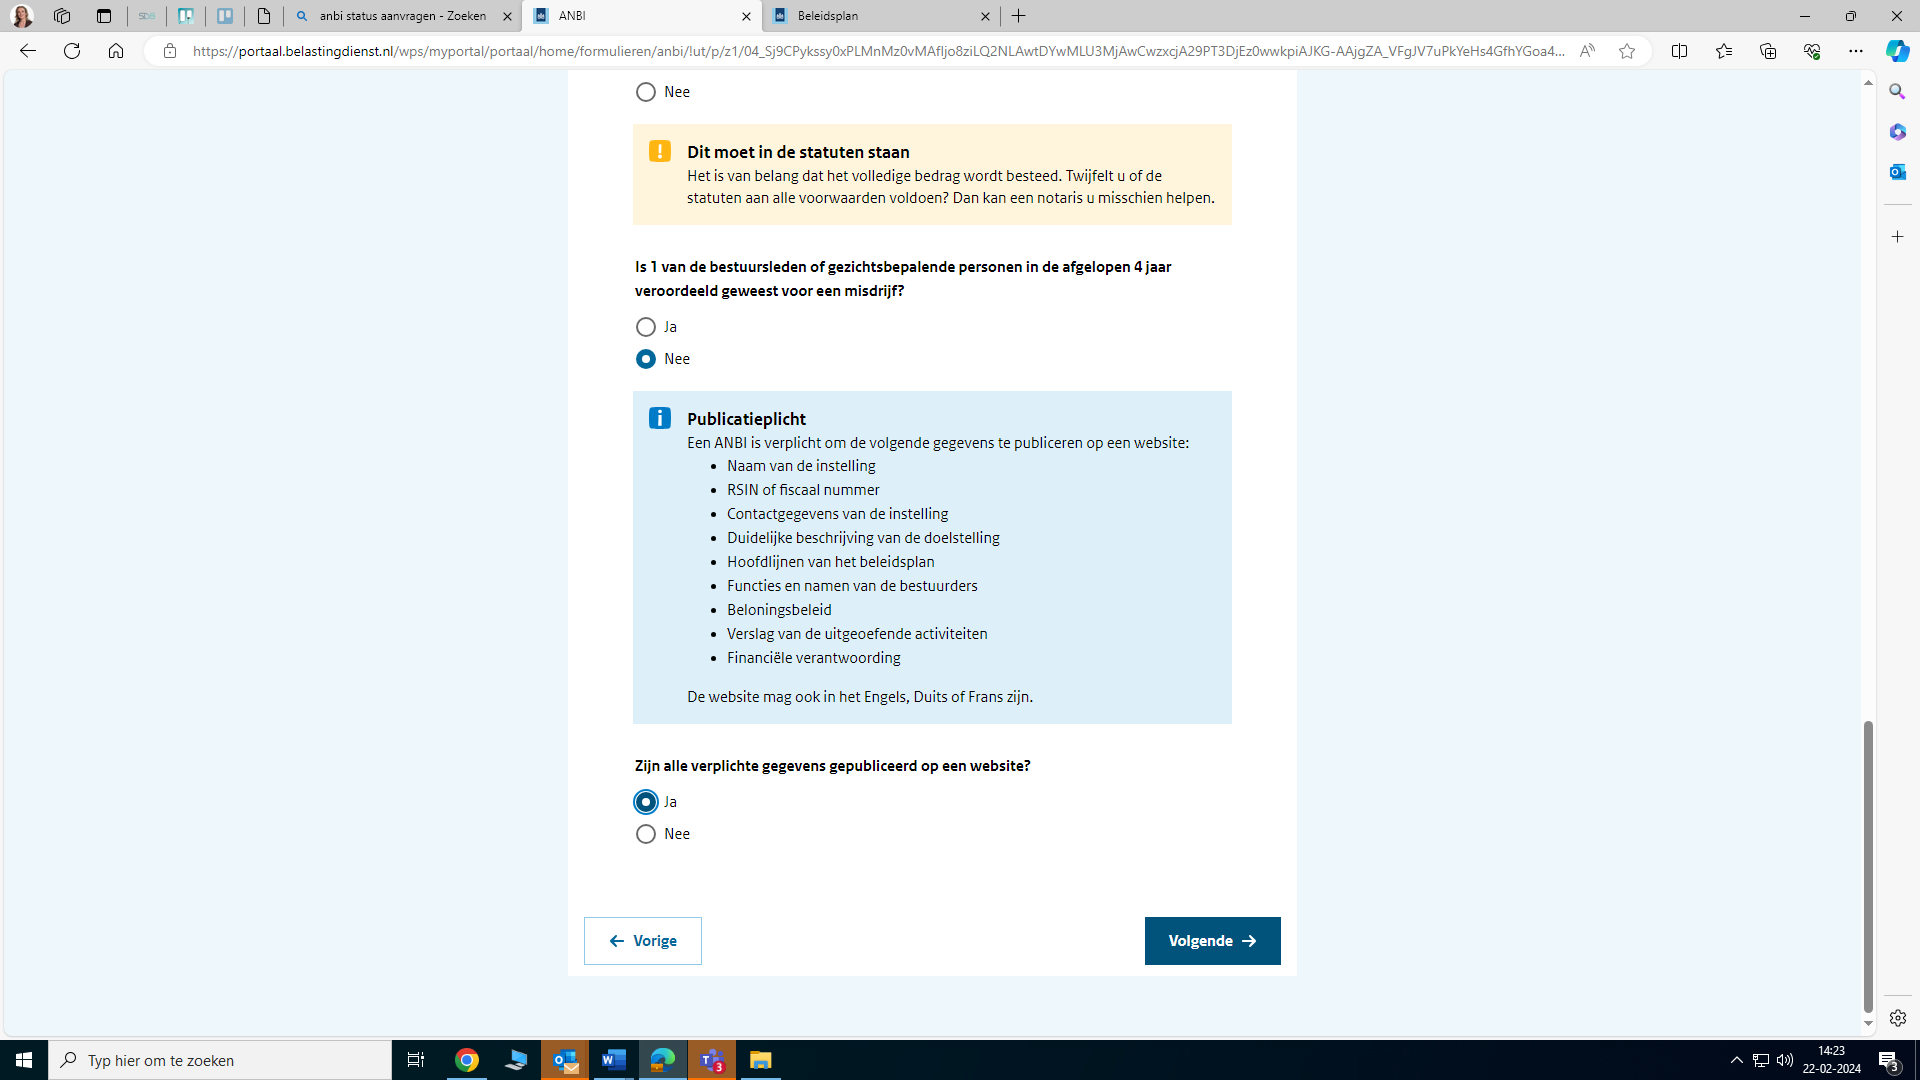 anbi status aanvragen - Zoeken
ANBI
Beleidsplan
https://portaal.belastingdienst.nl/wps/myportal/portaal/home/formulieren/anbi/lut/p/z1/04_Sj9CPykssy0xPLMnMz0vMAfIjo8ziLQ2NLAwtDYwMLU3MjAwCwzxcjA29PT3DjEz0wwkpiAJKG-AAjgZA_VFgJV7uPkYeHs4GfhYGoa4...
Nee
Dit moet in de statuten staan
Het is van belang dat het volledige bedrag wordt besteed. Twijfelt u of de
statuten aan alle voorwaarden voldoen? Dan kan een notaris u misschien helpen.
Is 1 van de bestuursleden of gezichtsbepalende personen in de afgelopen 4 jaar
veroordeeld geweest voor een misdrijf?
Ja
Nee
Publicatieplicht
Een ANBI is verplicht om de volgende gegevens te publiceren op een website:
• Naam van de instelling
• RSIN of fiscaal nummer
• Contactgegevens van de instelling
• Duidelijke beschrijving van de doelstelling
• Hoofdlijnen van het beleidsplan
• Functies en namen van de bestuurders
• Beloningsbeleid
• Verslag van de uitgeoefende activiteiten
• Financiële verantwoording
De website mag ook in het Engels, Duits of Frans zijn.
Zijn alle verplichte gegevens gepubliceerd op een website?
Ja
Nee
← Vorige
Volgende →
Typ hier om te zoeken
3
14:23
22-02-2024
3